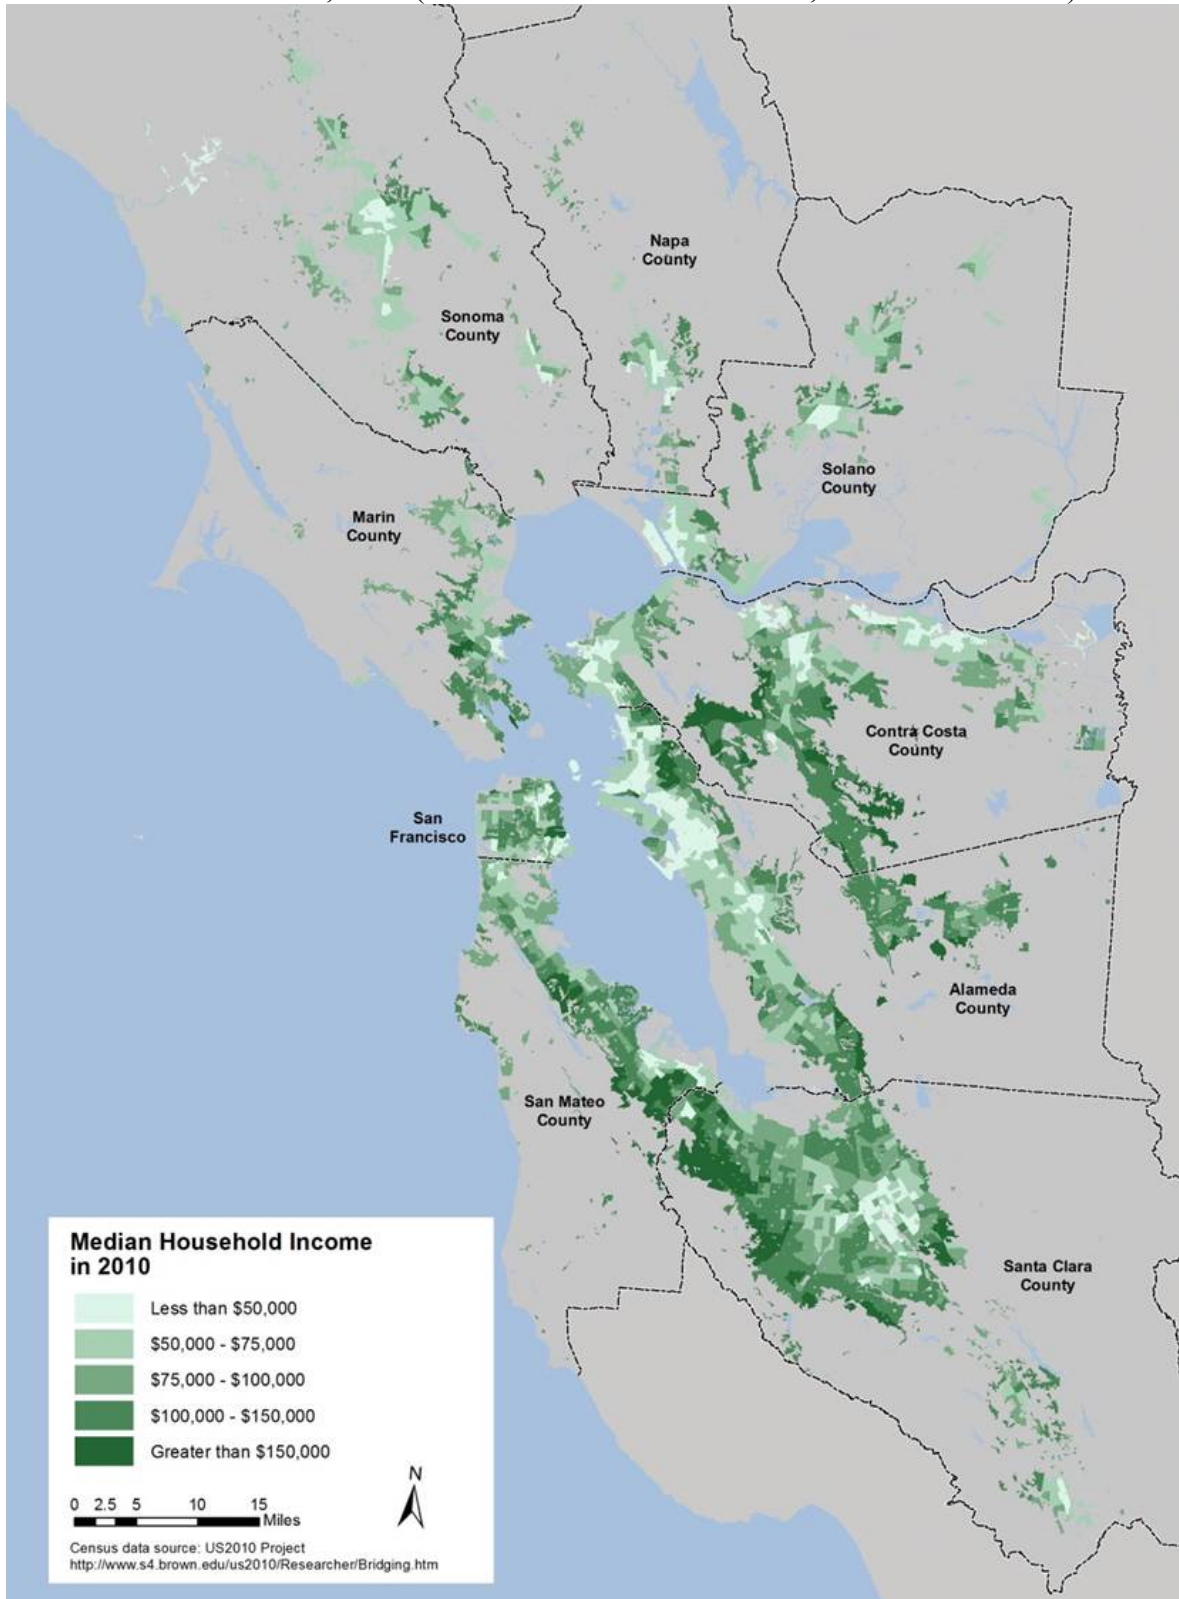 Napa
County
Sonoma
County
Solano
County
Marin
County
Contra Costa
County
San
Francisco
Alameda
County
San Mateo
County
Santa Clara
County
Median Household Income
in 2010
Less than $50,000
$50,000 - $75,000
$75,000 - $100,000
$100,000 - $150,000
Greater than $150,000
N
0 2.5 5 10 15
Miles
Census data source: US2010 Project
http://www.s4.brown.edu/us2010/Researcher/Bridging.htm